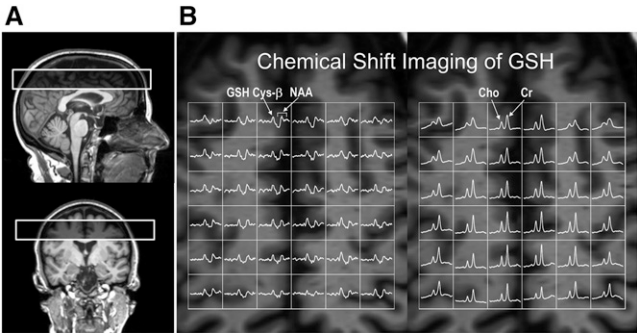 A
B
Chemical Shift Imaging of GSH
GSH Cys-β NAA
Cho Cr